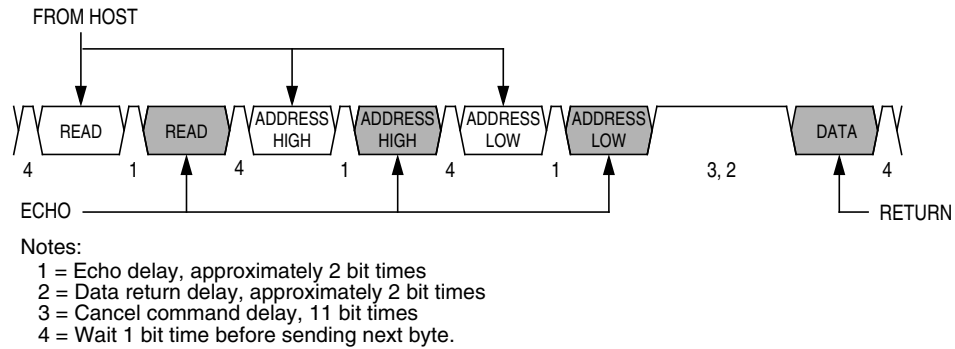 FROM HOST
READ READ ADDRESS HIGH ADDRESS HIGH ADDRESS LOW ADDRESS LOW DATA
4 1 4 1 4 1 3, 2 4
ECHO RETURN
Notes:
1 = Echo delay, approximately 2 bit times
2 = Data return delay, approximately 2 bit times
3 = Cancel command delay, 11 bit times
4 = Wait 1 bit time before sending next byte.